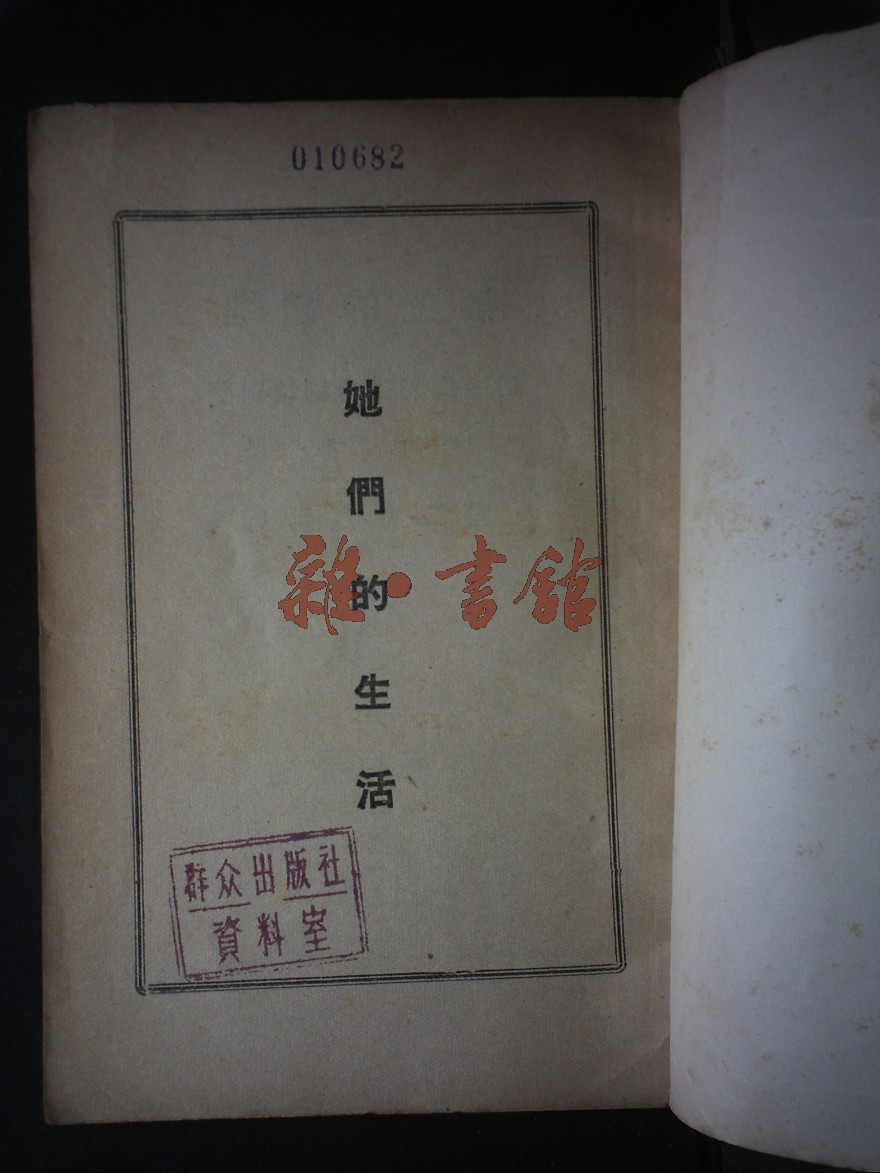 010682
她們的生活
雜·書館
群众出版社
資料室